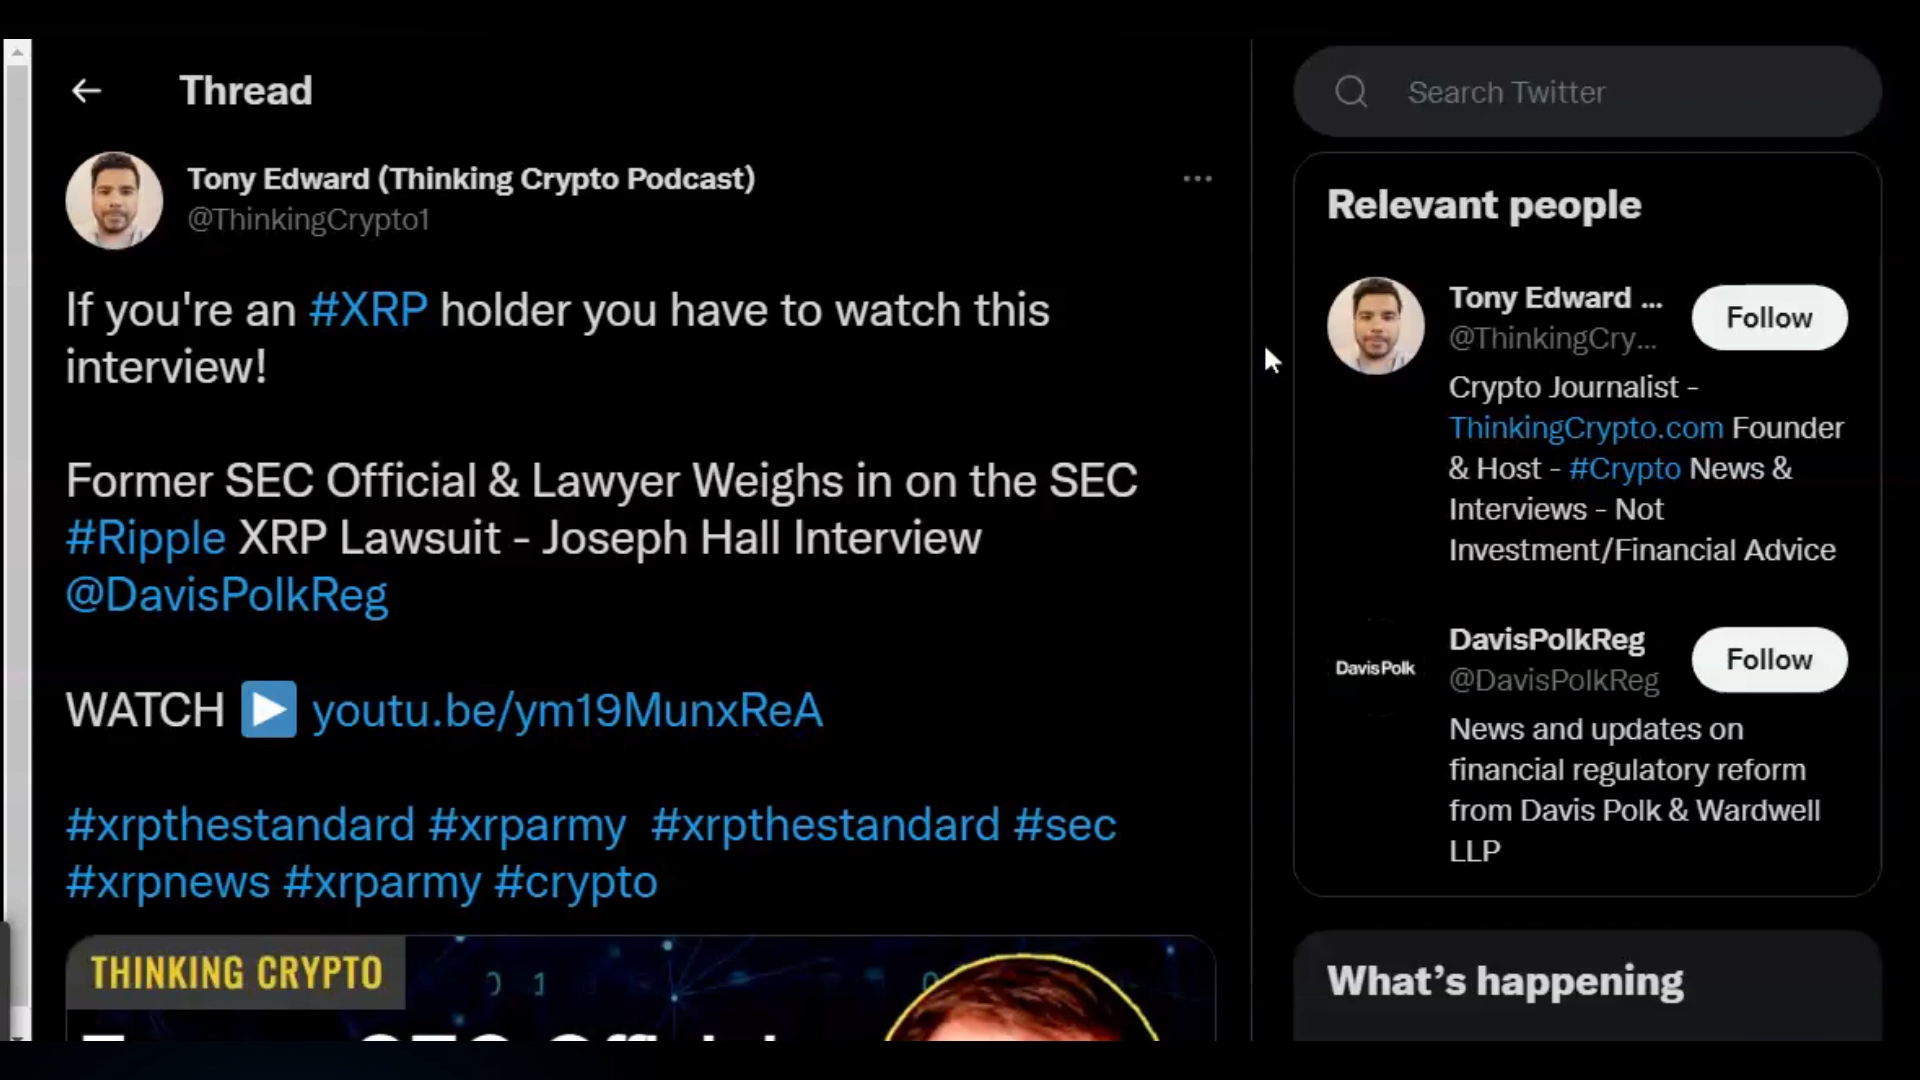 Thread
Tony Edward (Thinking Crypto Podcast)
@ThinkingCrypto1
If you're an #XRP holder you have to watch this
interview!
Former SEC Official & Lawyer Weighs in on the SEC
#Ripple XRP Lawsuit - Joseph Hall Interview
@DavisPolkReg
WATCH ▶️ youtu.be/ym19MunxReA
#xrpthestandard #xrparmy #xrpthestandard #sec
#xrpnews #xrparmy #crypto
THINKING CRYPTO
Search Twitter
Relevant people
Tony Edward ...
@ThinkingCry...
Follow
Crypto Journalist -
ThinkingCrypto.com Founder
& Host - #Crypto News &
Interviews - Not
Investment/Financial Advice
Davis Polk
DavisPolkReg
@DavisPolkReg
Follow
News and updates on
financial regulatory reform
from Davis Polk & Wardwell
LLP
What's happening